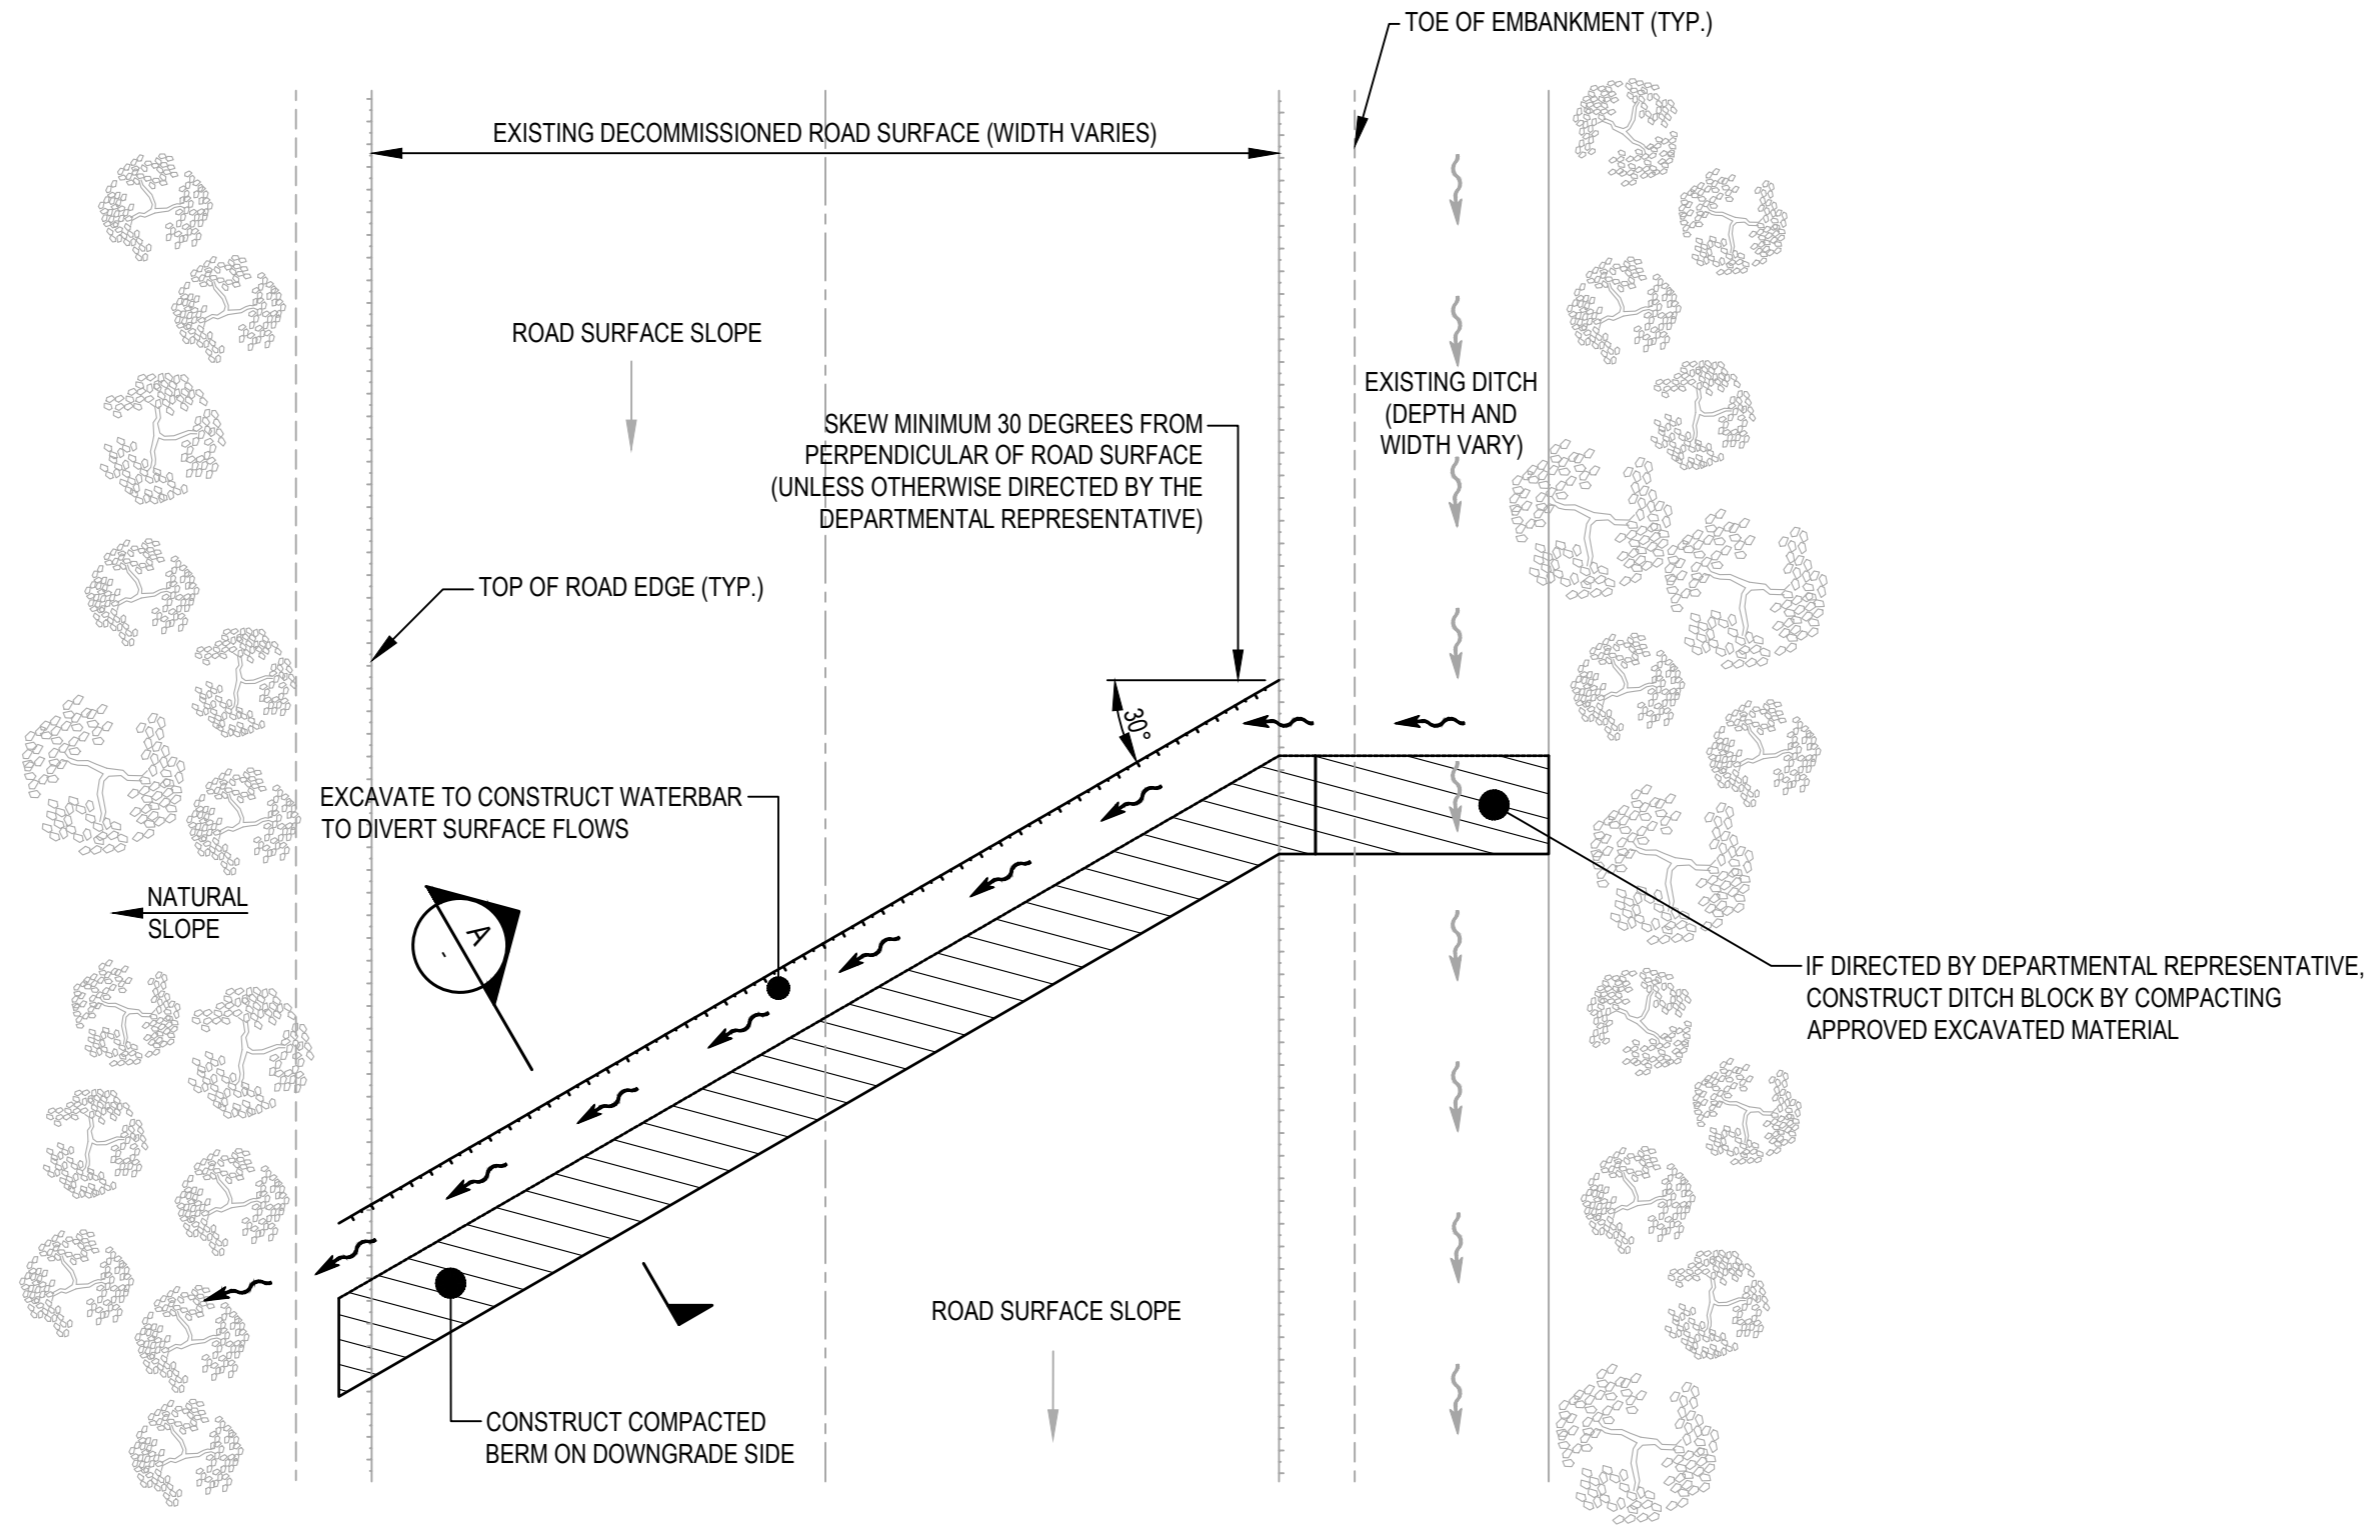 TOE OF EMBANKMENT (TYP.)
EXISTING DECOMMISSIONED ROAD SURFACE (WIDTH VARIES)
ROAD SURFACE SLOPE
EXISTING DITCH
(DEPTH AND
WIDTH VARY)
SKEW MINIMUM 30 DEGREES FROM
PERPENDICULAR OF ROAD SURFACE
(UNLESS OTHERWISE DIRECTED BY THE
DEPARTMENTAL REPRESENTATIVE)
TOP OF ROAD EDGE (TYP.)
30°
EXCAVATE TO CONSTRUCT WATERBAR
TO DIVERT SURFACE FLOWS
NATURAL
SLOPE
A
-
IF DIRECTED BY DEPARTMENTAL REPRESENTATIVE,
CONSTRUCT DITCH BLOCK BY COMPACTING
APPROVED EXCAVATED MATERIAL
ROAD SURFACE SLOPE
CONSTRUCT COMPACTED
BERM ON DOWNGRADE SIDE